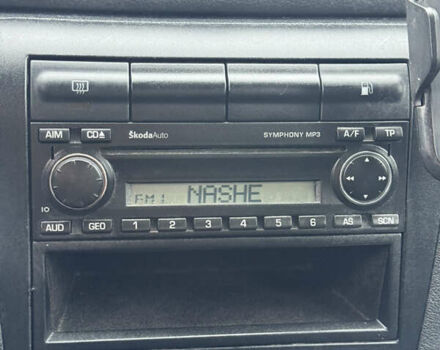 AIM CD ŠkodaAuto SYMPHONY MP3 A/F TP
FM1 NASHE
AUD GEO 1 2 3 4 5 6 AS SCN